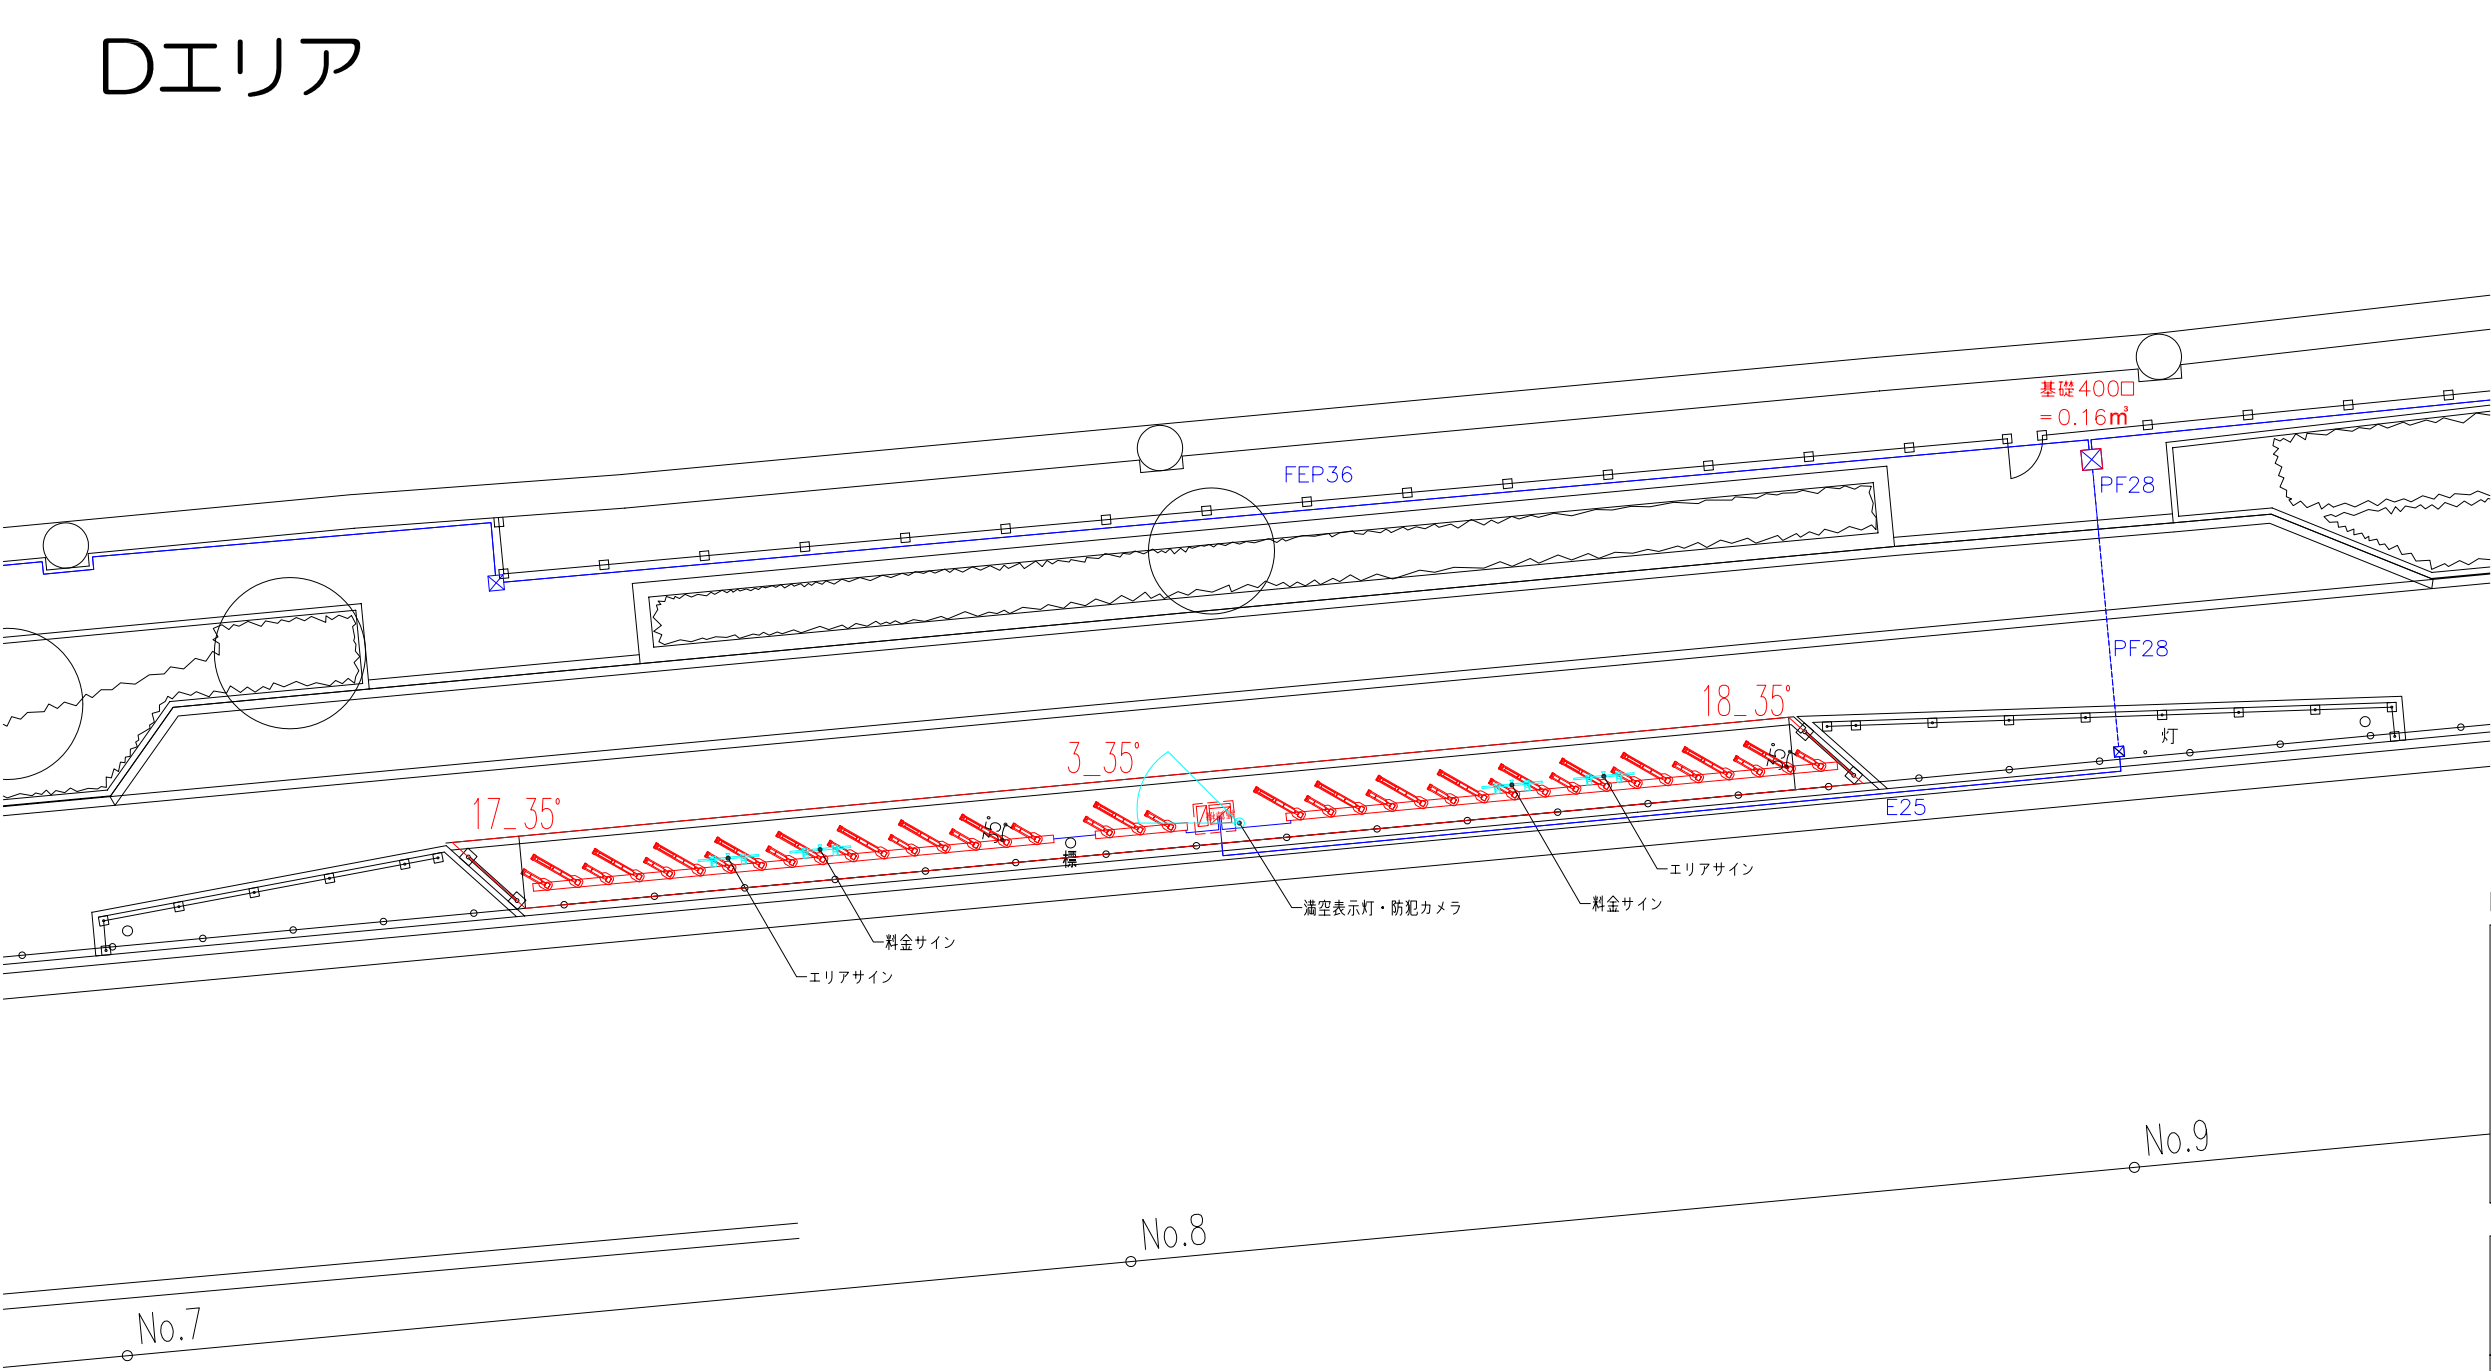 Dエリア
基礎400□
=0.16㎥
FEP36
PF28
PF28
18_35°
3_35°
17_35°
灯
E25
標
エリアサイン
料金サイン
満空表示灯・防犯カメラ
料金サイン
エリアサイン
No.9
No.8
No.7